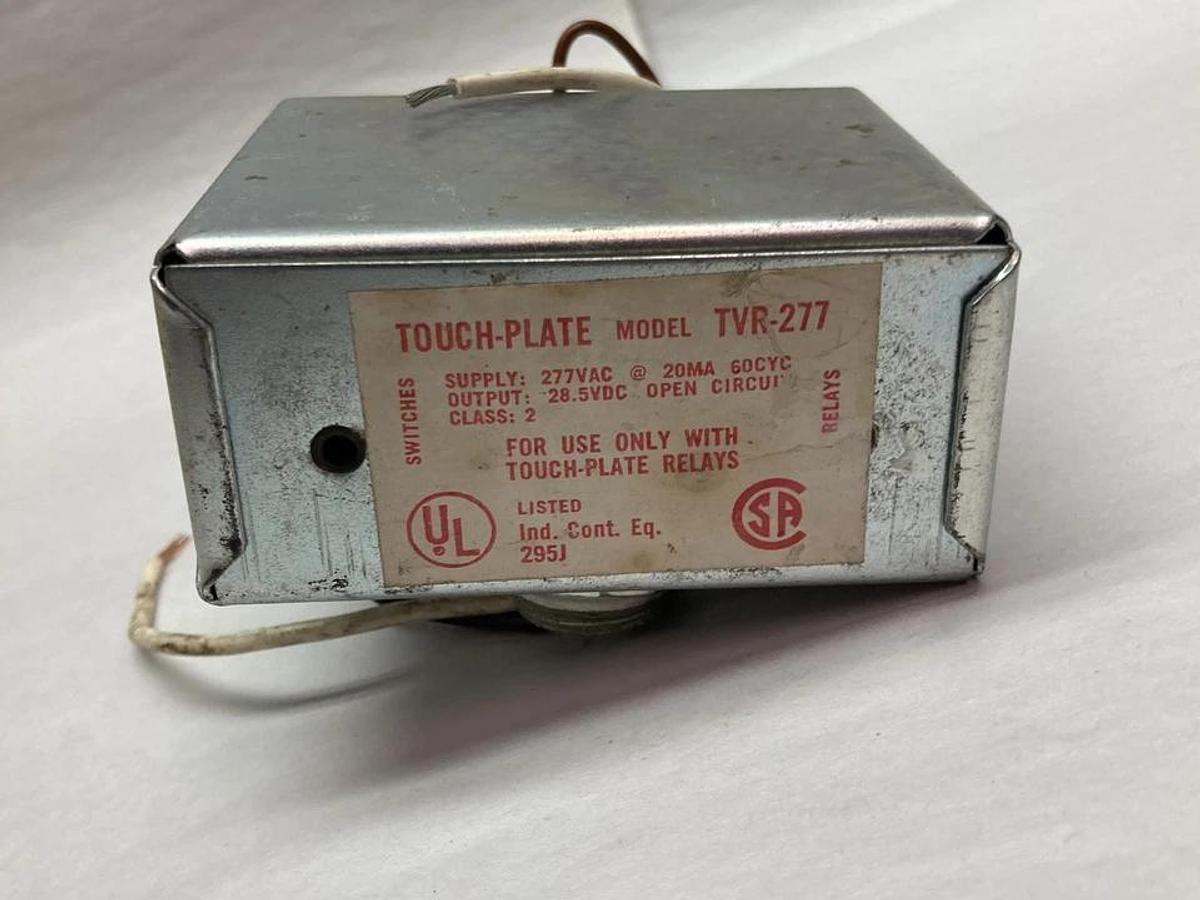 TOUCH-PLATE MODEL TVR-277
SUPPLY: 277VAC @ 20MA 60CYC
OUTPUT: 28.5VDC OPEN CIRCUI
CLASS: 2
SWITCHES
RELAYS
FOR USE ONLY WITH
TOUCH-PLATE RELAYS
UL
LISTED
Ind. Cont. Eq.
295J
SA